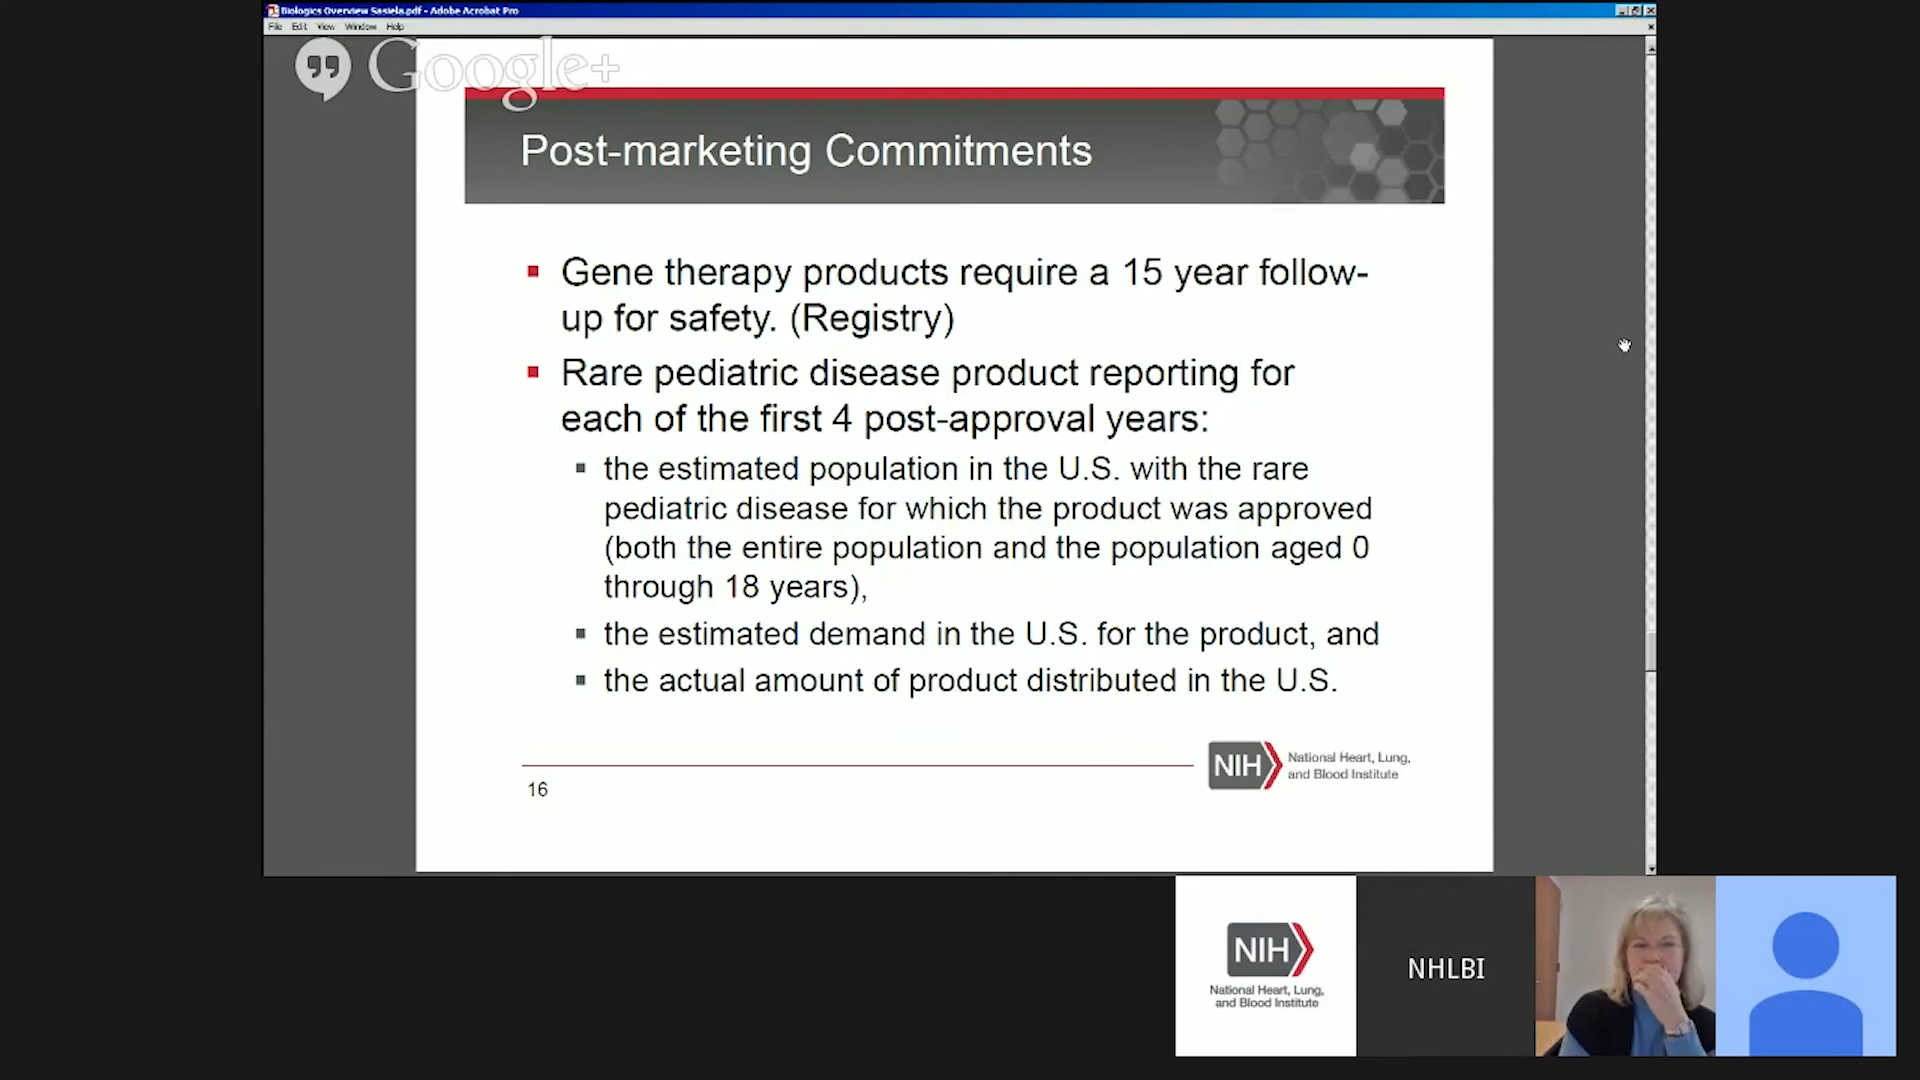 Biologics Overview Sasiela.pdf - Adobe Acrobat Pro
File Edit View Window Help
Google+
Post-marketing Commitments
Gene therapy products require a 15 year follow-
up for safety. (Registry)
Rare pediatric disease product reporting for
each of the first 4 post-approval years:
the estimated population in the U.S. with the rare
pediatric disease for which the product was approved
(both the entire population and the population aged 0
through 18 years),
the estimated demand in the U.S. for the product, and
the actual amount of product distributed in the U.S.
NIH
National Heart, Lung,
and Blood Institute
16
NIH
National Heart, Lung,
and Blood Institute
NHLBI